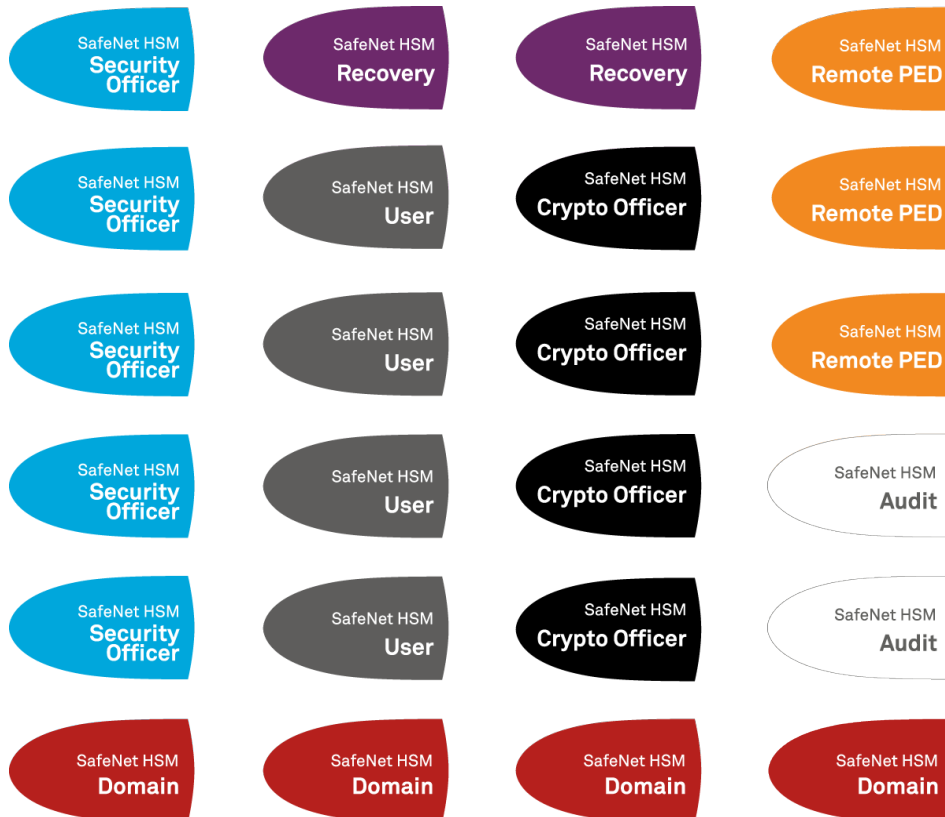 SafeNet HSM
Security
Officer
SafeNet HSM
Recovery
SafeNet HSM
Recovery
SafeNet HSM
Remote PED
SafeNet HSM
Security
Officer
SafeNet HSM
User
SafeNet HSM
Crypto Officer
SafeNet HSM
Remote PED
SafeNet HSM
Security
Officer
SafeNet HSM
User
SafeNet HSM
Crypto Officer
SafeNet HSM
Remote PED
SafeNet HSM
Security
Officer
SafeNet HSM
User
SafeNet HSM
Crypto Officer
SafeNet HSM
Audit
SafeNet HSM
Security
Officer
SafeNet HSM
User
SafeNet HSM
Crypto Officer
SafeNet HSM
Audit
SafeNet HSM
Domain
SafeNet HSM
Domain
SafeNet HSM
Domain
SafeNet HSM
Domain